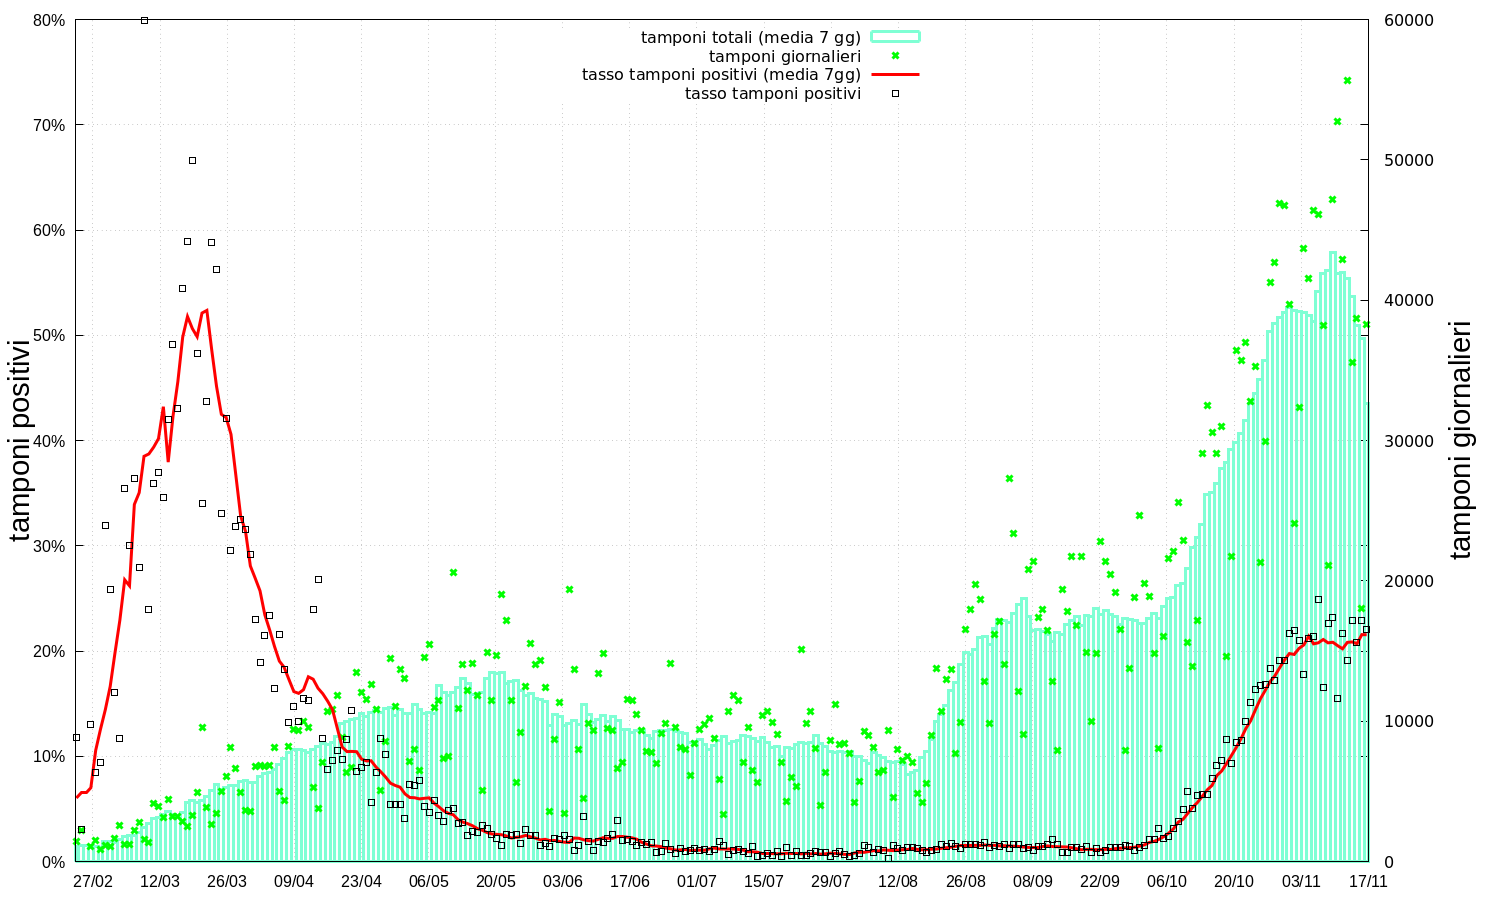 tamponi totali (media 7 gg)
tamponi giornalieri
tasso tamponi positivi (media 7gg)
tasso tamponi positivi
80%
70%
60%
50%
40%
30%
20%
10%
0%
60000
50000
40000
30000
20000
10000
0
tamponi positivi
tamponi giornalieri
27/02 12/03 26/03 09/04 23/04 06/05 20/05 03/06 17/06 01/07 15/07 29/07 12/08 26/08 08/09 22/09 06/10 20/10 03/11 17/11